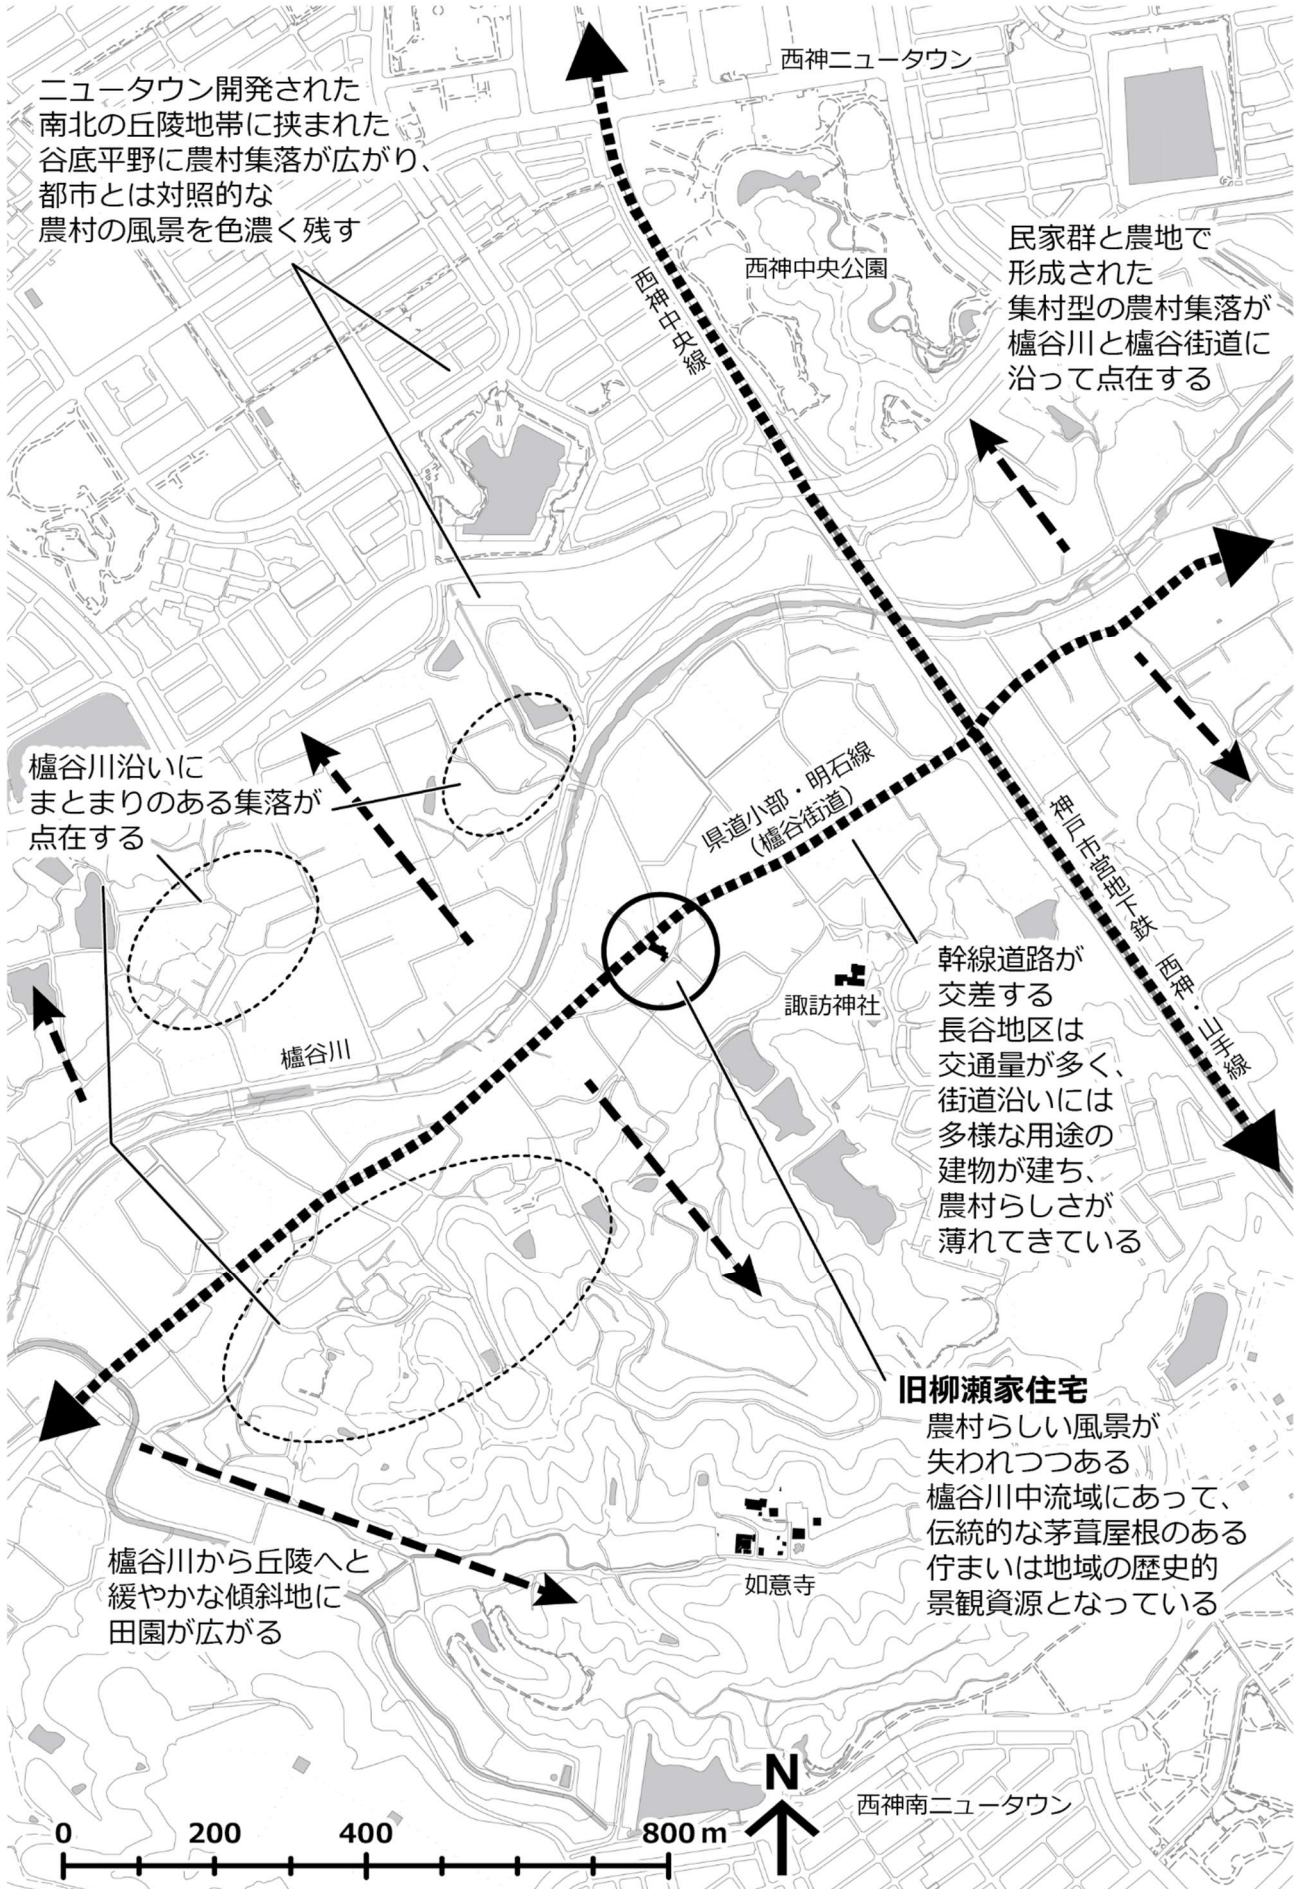 西神ニュータウン
ニュータウン開発された
南北の丘陵地帯に挟まれた
谷底平野に農村集落が広がり、
都市とは対照的な
農村の風景を色濃く残す
西神中央公園
西神中央線
民家群と農地で
形成された
集村型の農村集落が
櫨谷川と櫨谷街道に
沿って点在する
櫨谷川沿いに
まとまりのある集落が
点在する
県道小部・明石線
（櫨谷街道）
神戸市営地下鉄 西神・山手線
諏訪神社
櫨谷川
幹線道路が
交差する
長谷地区は
交通量が多く、
街道沿いには
多様な用途の
建物が建ち、
農村らしさが
薄れてきている
旧柳瀬家住宅
農村らしい風景が
失われつつある
櫨谷川中流域にあって、
伝統的な茅葺屋根のある
佇まいは地域の歴史的
景観資源となっている
櫨谷川から丘陵へと
緩やかな傾斜地に
田園が広がる
如意寺
N
西神南ニュータウン
0 200 400 800 m